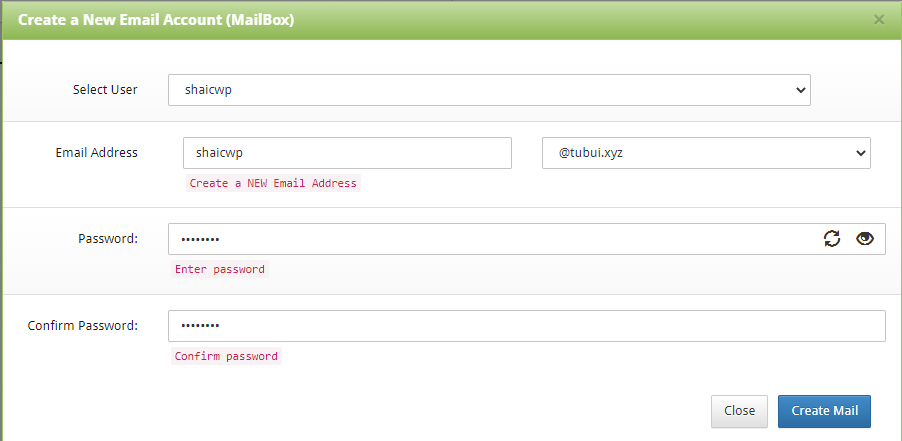 Create a New Email Account (MailBox) ×
Select User shaicwp
Email Address shaicwp @tubui.xyz
Create a NEW Email Address
Password: ••••••••
Enter password
Confirm Password: ••••••••
Confirm password
Close Create Mail